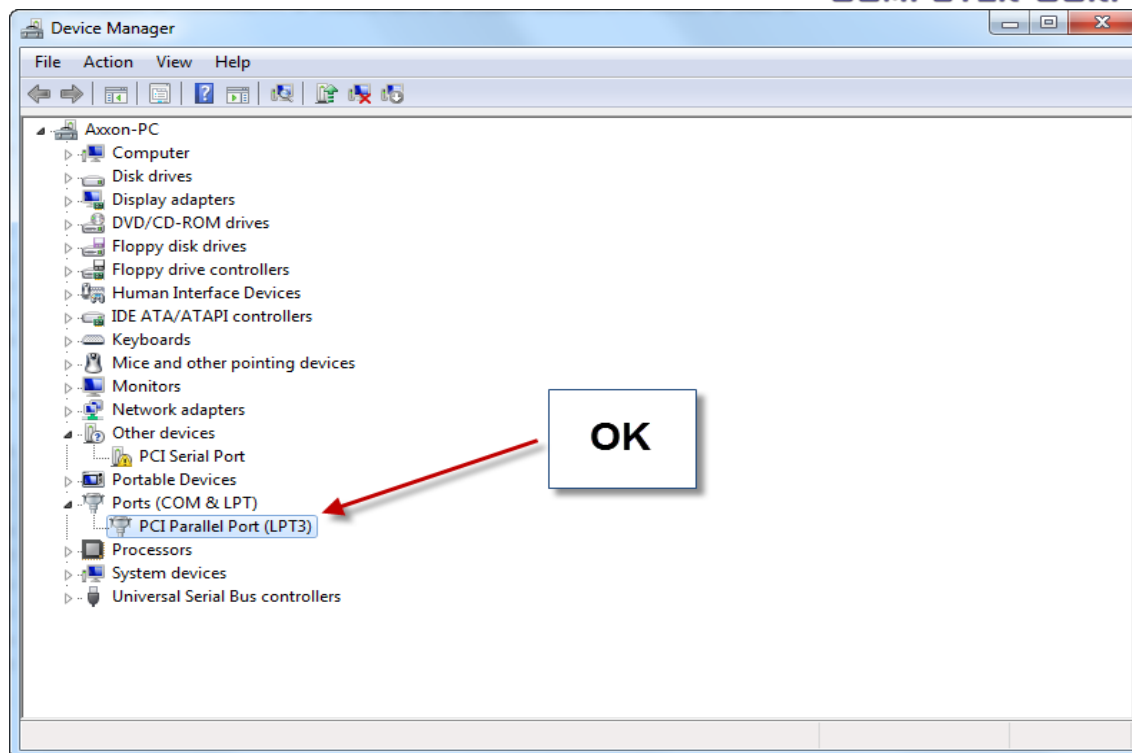 COMPUTER CORP
Device Manager
File Action View Help
Axxon-PC
Computer
Disk drives
Display adapters
DVD/CD-ROM drives
Floppy disk drives
Floppy drive controllers
Human Interface Devices
IDE ATA/ATAPI controllers
Keyboards
Mice and other pointing devices
Monitors
Network adapters
Other devices
PCI Serial Port
Portable Devices
Ports (COM & LPT)
PCI Parallel Port (LPT3)
Processors
System devices
Universal Serial Bus controllers
OK